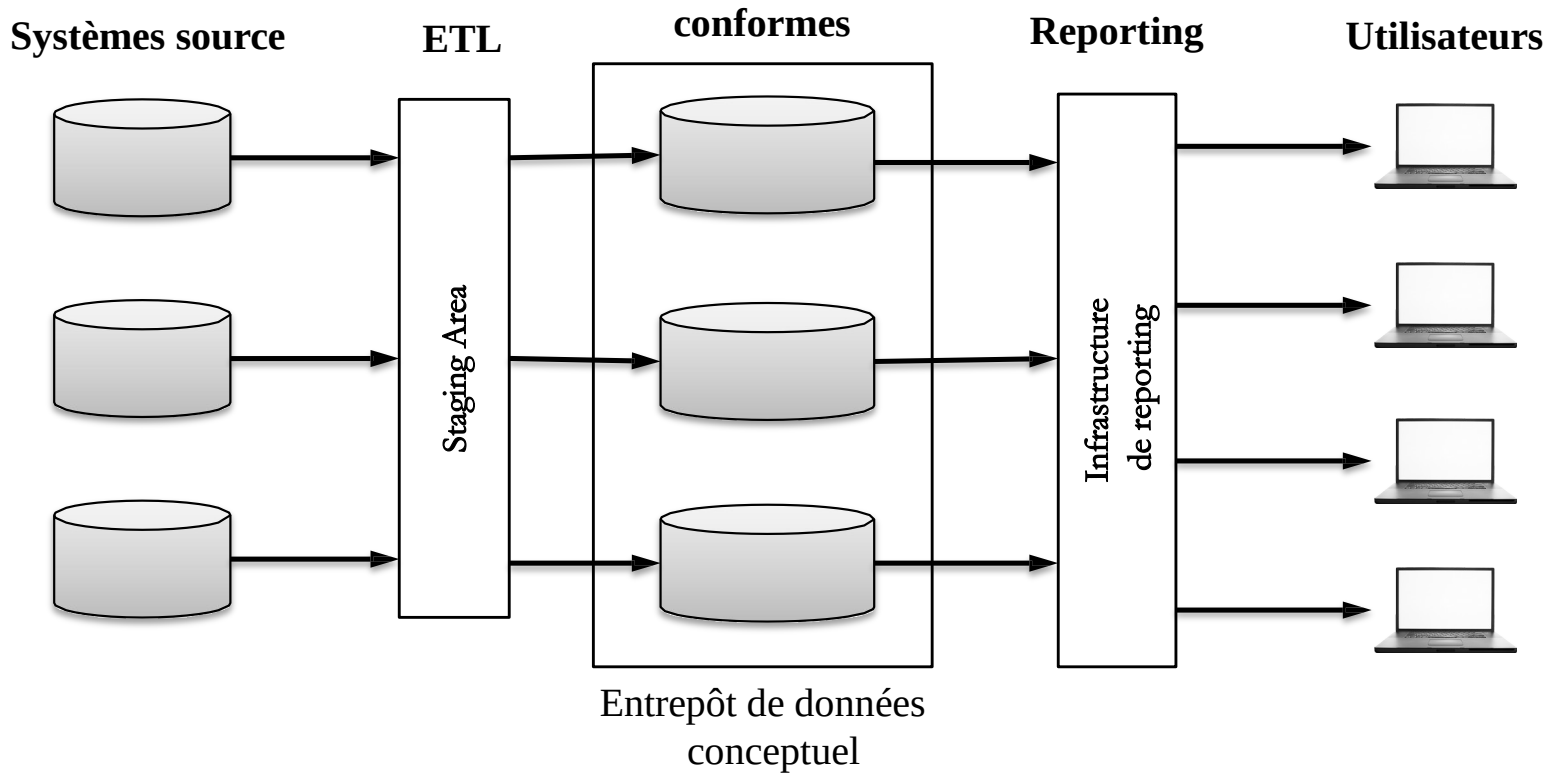 Systèmes source
ETL
conformes
Reporting
Utilisateurs
Staging Area
Infrastructure
de reporting
Entrepôt de données
conceptuel